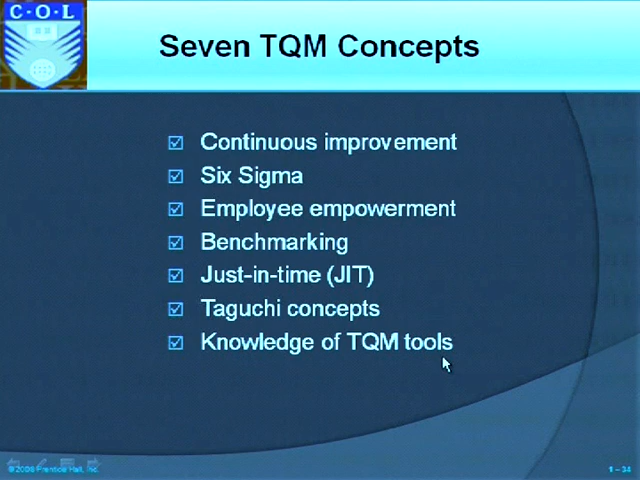 C·O·L
Seven TQM Concepts
Continuous improvement
Six Sigma
Employee empowerment
Benchmarking
Just-in-time (JIT)
Taguchi concepts
Knowledge of TQM tools
©2008 Prentice Hall, Inc.
1 – 34